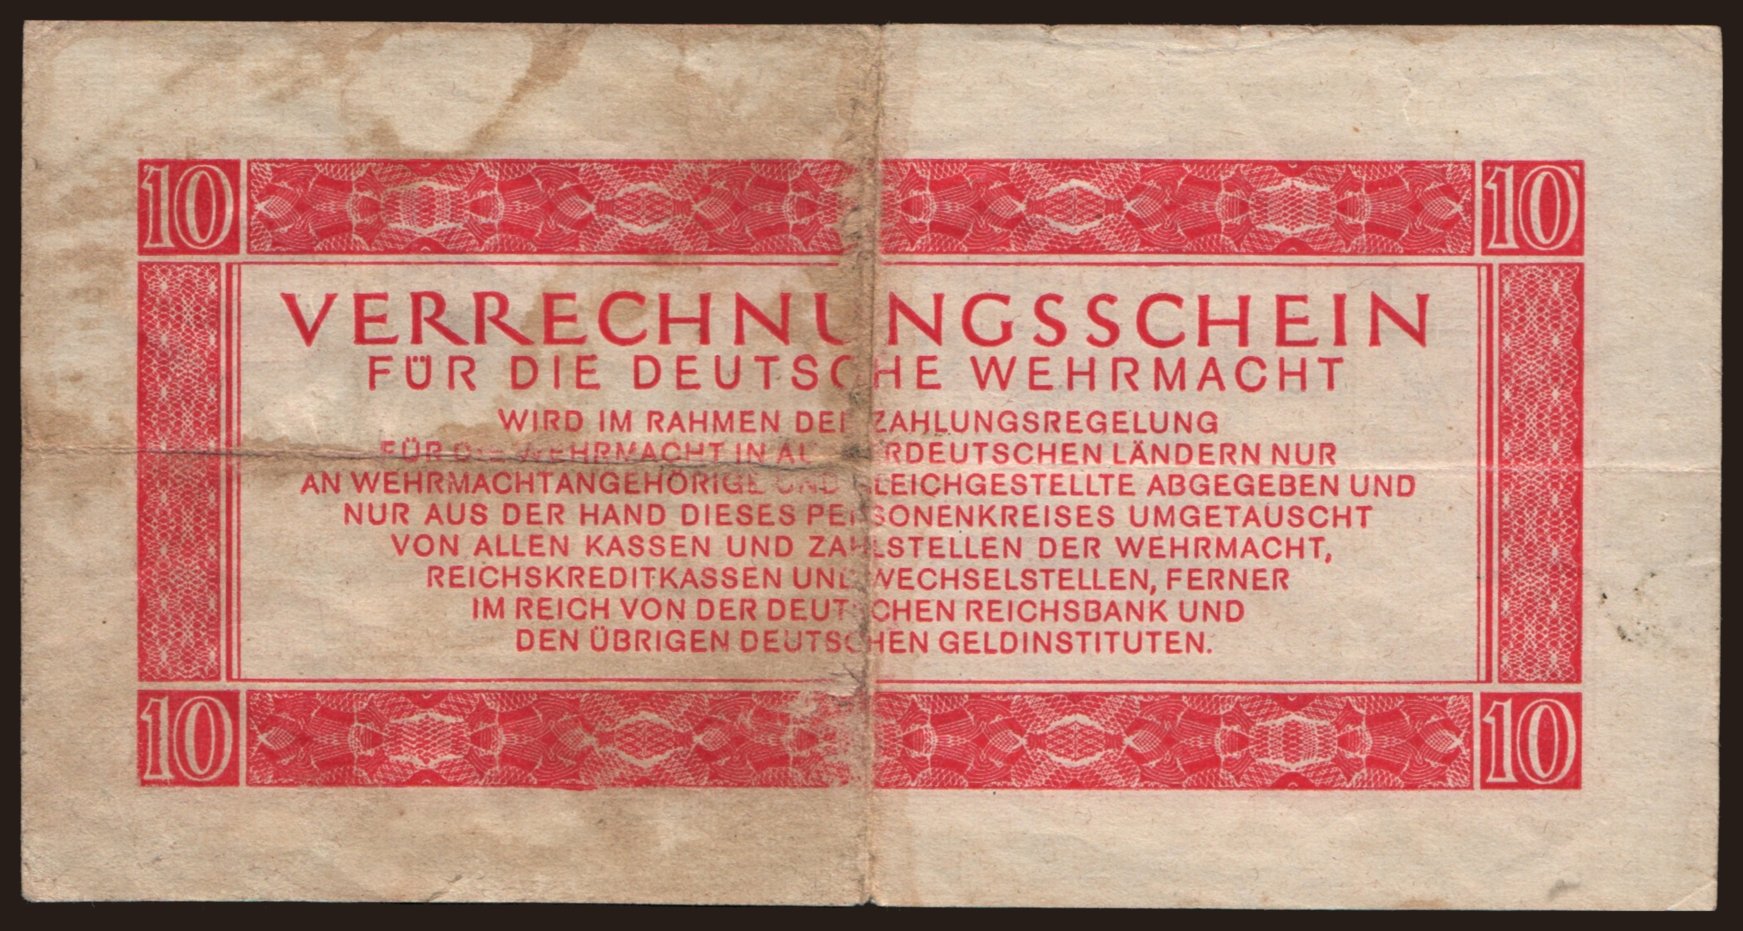 10 10
VERRECHNUNGSSCHEIN
FÜR DIE DEUTSCHE WEHRMACHT
WIRD IM RAHMEN DER ZAHLUNGSREGELUNG
FÜR DIE WEHRMACHT IN AUSSERDEUTSCHEN LÄNDERN NUR
AN WEHRMACHTANGEHÖRIGE UND GLEICHGESTELLTE ABGEGEBEN UND
NUR AUS DER HAND DIESES PERSONENKREISES UMGETAUSCHT
VON ALLEN KASSEN UND ZAHLSTELLEN DER WEHRMACHT,
REICHSKREDITKASSEN UND WECHSELSTELLEN, FERNER
IM REICH VON DER DEUTSCHEN REICHSBANK UND
DEN ÜBRIGEN DEUTSCHEN GELDINSTITUTEN.
10 10